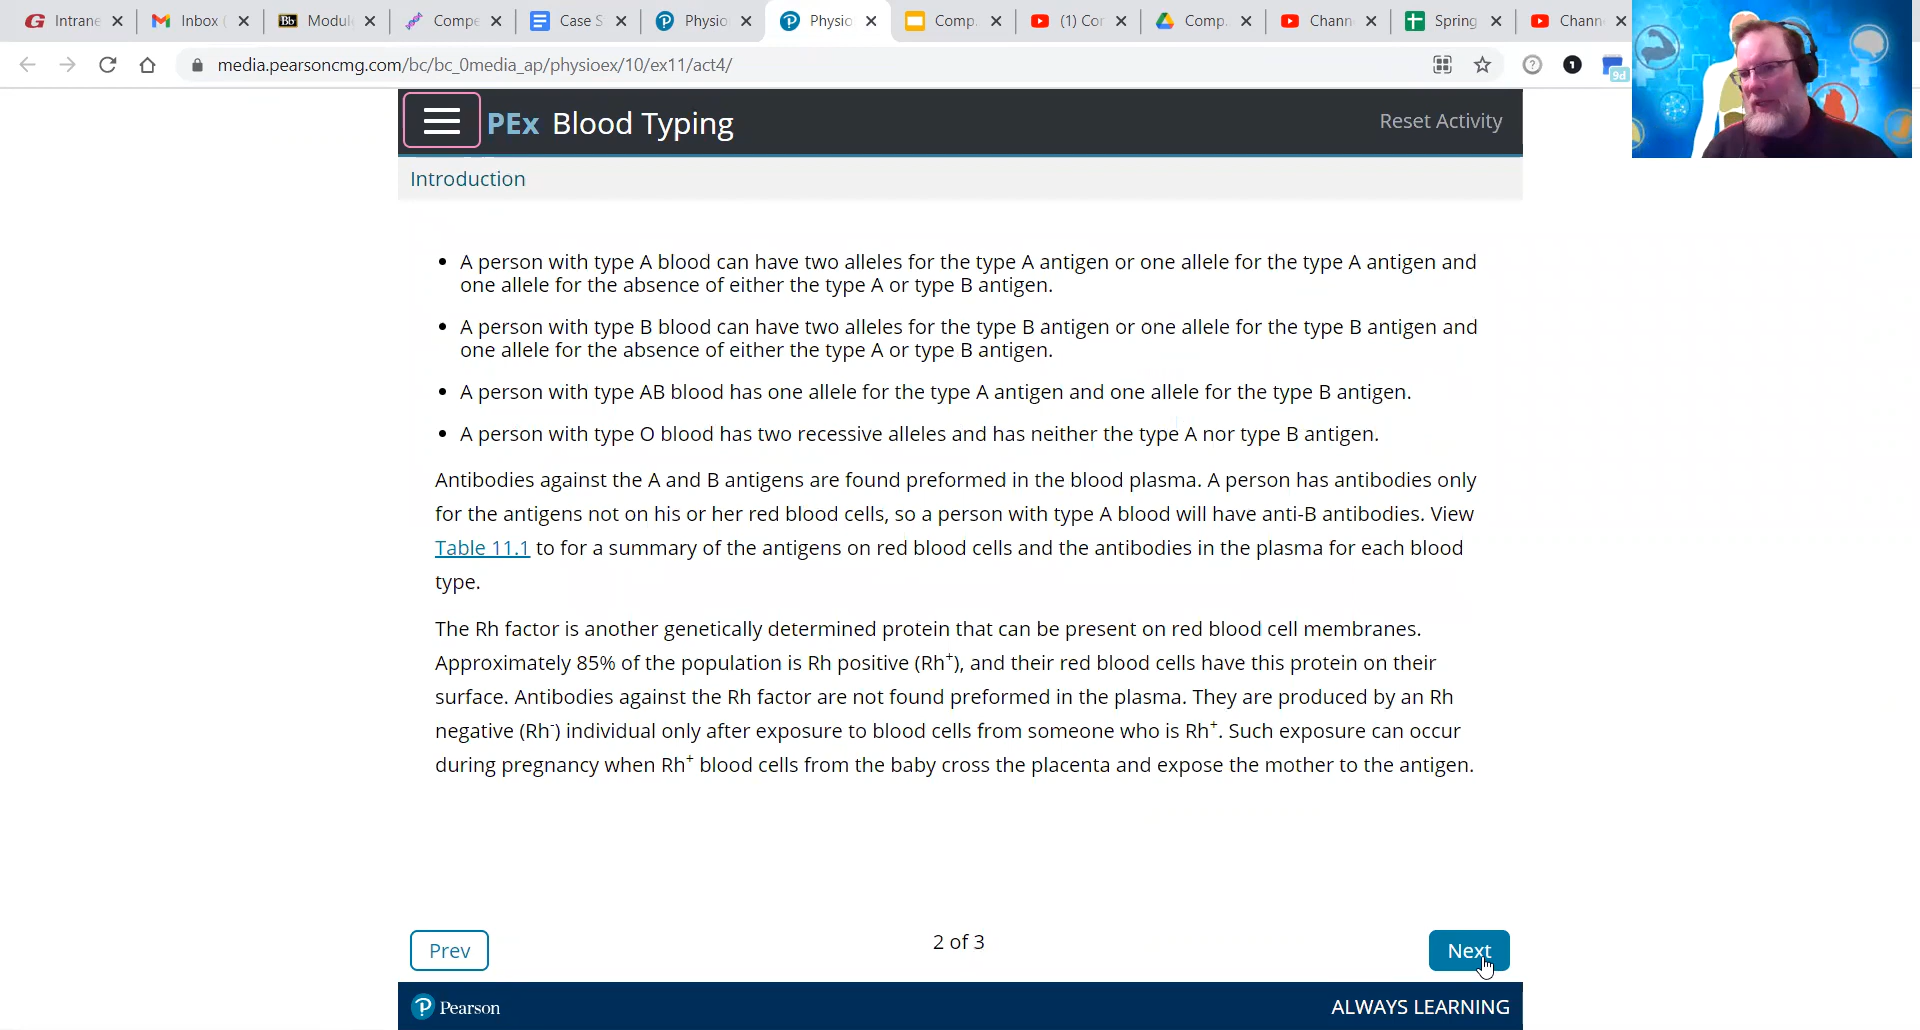 Intrane
Inbox (
Bb Modul
Compe
Case S
Physio
Physio
Comp.
(1) Cor
Comp.
Chann
Spring
Chann
media.pearsoncmg.com/bc/bc_0media_ap/physioex/10/ex11/act4/
9d
PEx Blood Typing
Reset Activity
Introduction
• A person with type A blood can have two alleles for the type A antigen or one allele for the type A antigen and
one allele for the absence of either the type A or type B antigen.
• A person with type B blood can have two alleles for the type B antigen or one allele for the type B antigen and
one allele for the absence of either the type A or type B antigen.
• A person with type AB blood has one allele for the type A antigen and one allele for the type B antigen.
• A person with type O blood has two recessive alleles and has neither the type A nor type B antigen.
Antibodies against the A and B antigens are found preformed in the blood plasma. A person has antibodies only
for the antigens not on his or her red blood cells, so a person with type A blood will have anti-B antibodies. View
Table 11.1 to for a summary of the antigens on red blood cells and the antibodies in the plasma for each blood
type.
The Rh factor is another genetically determined protein that can be present on red blood cell membranes.
Approximately 85% of the population is Rh positive (Rh⁺), and their red blood cells have this protein on their
surface. Antibodies against the Rh factor are not found preformed in the plasma. They are produced by an Rh
negative (Rh⁻) individual only after exposure to blood cells from someone who is Rh⁺. Such exposure can occur
during pregnancy when Rh⁺ blood cells from the baby cross the placenta and expose the mother to the antigen.
Prev
2 of 3
Next
Pearson
ALWAYS LEARNING